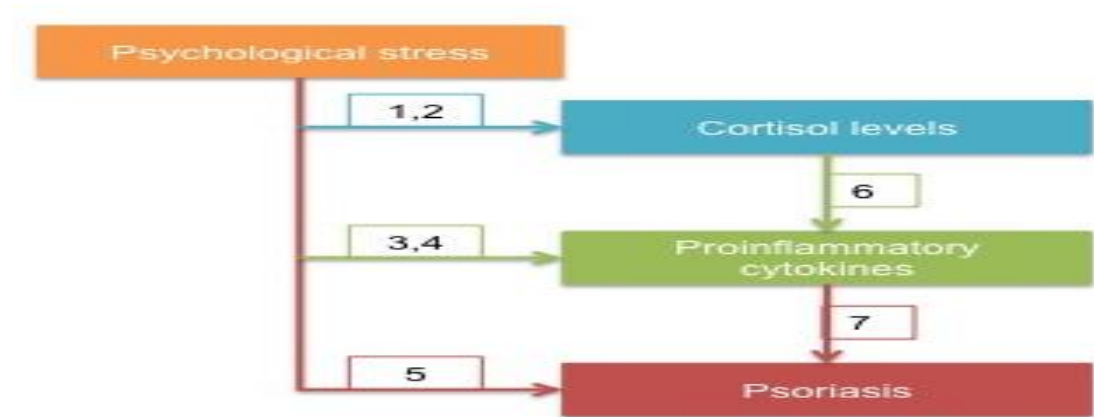 Psychological stress
1,2
Cortisol levels
6
3,4
Proinflammatory
cytokines
7
5
Psoriasis